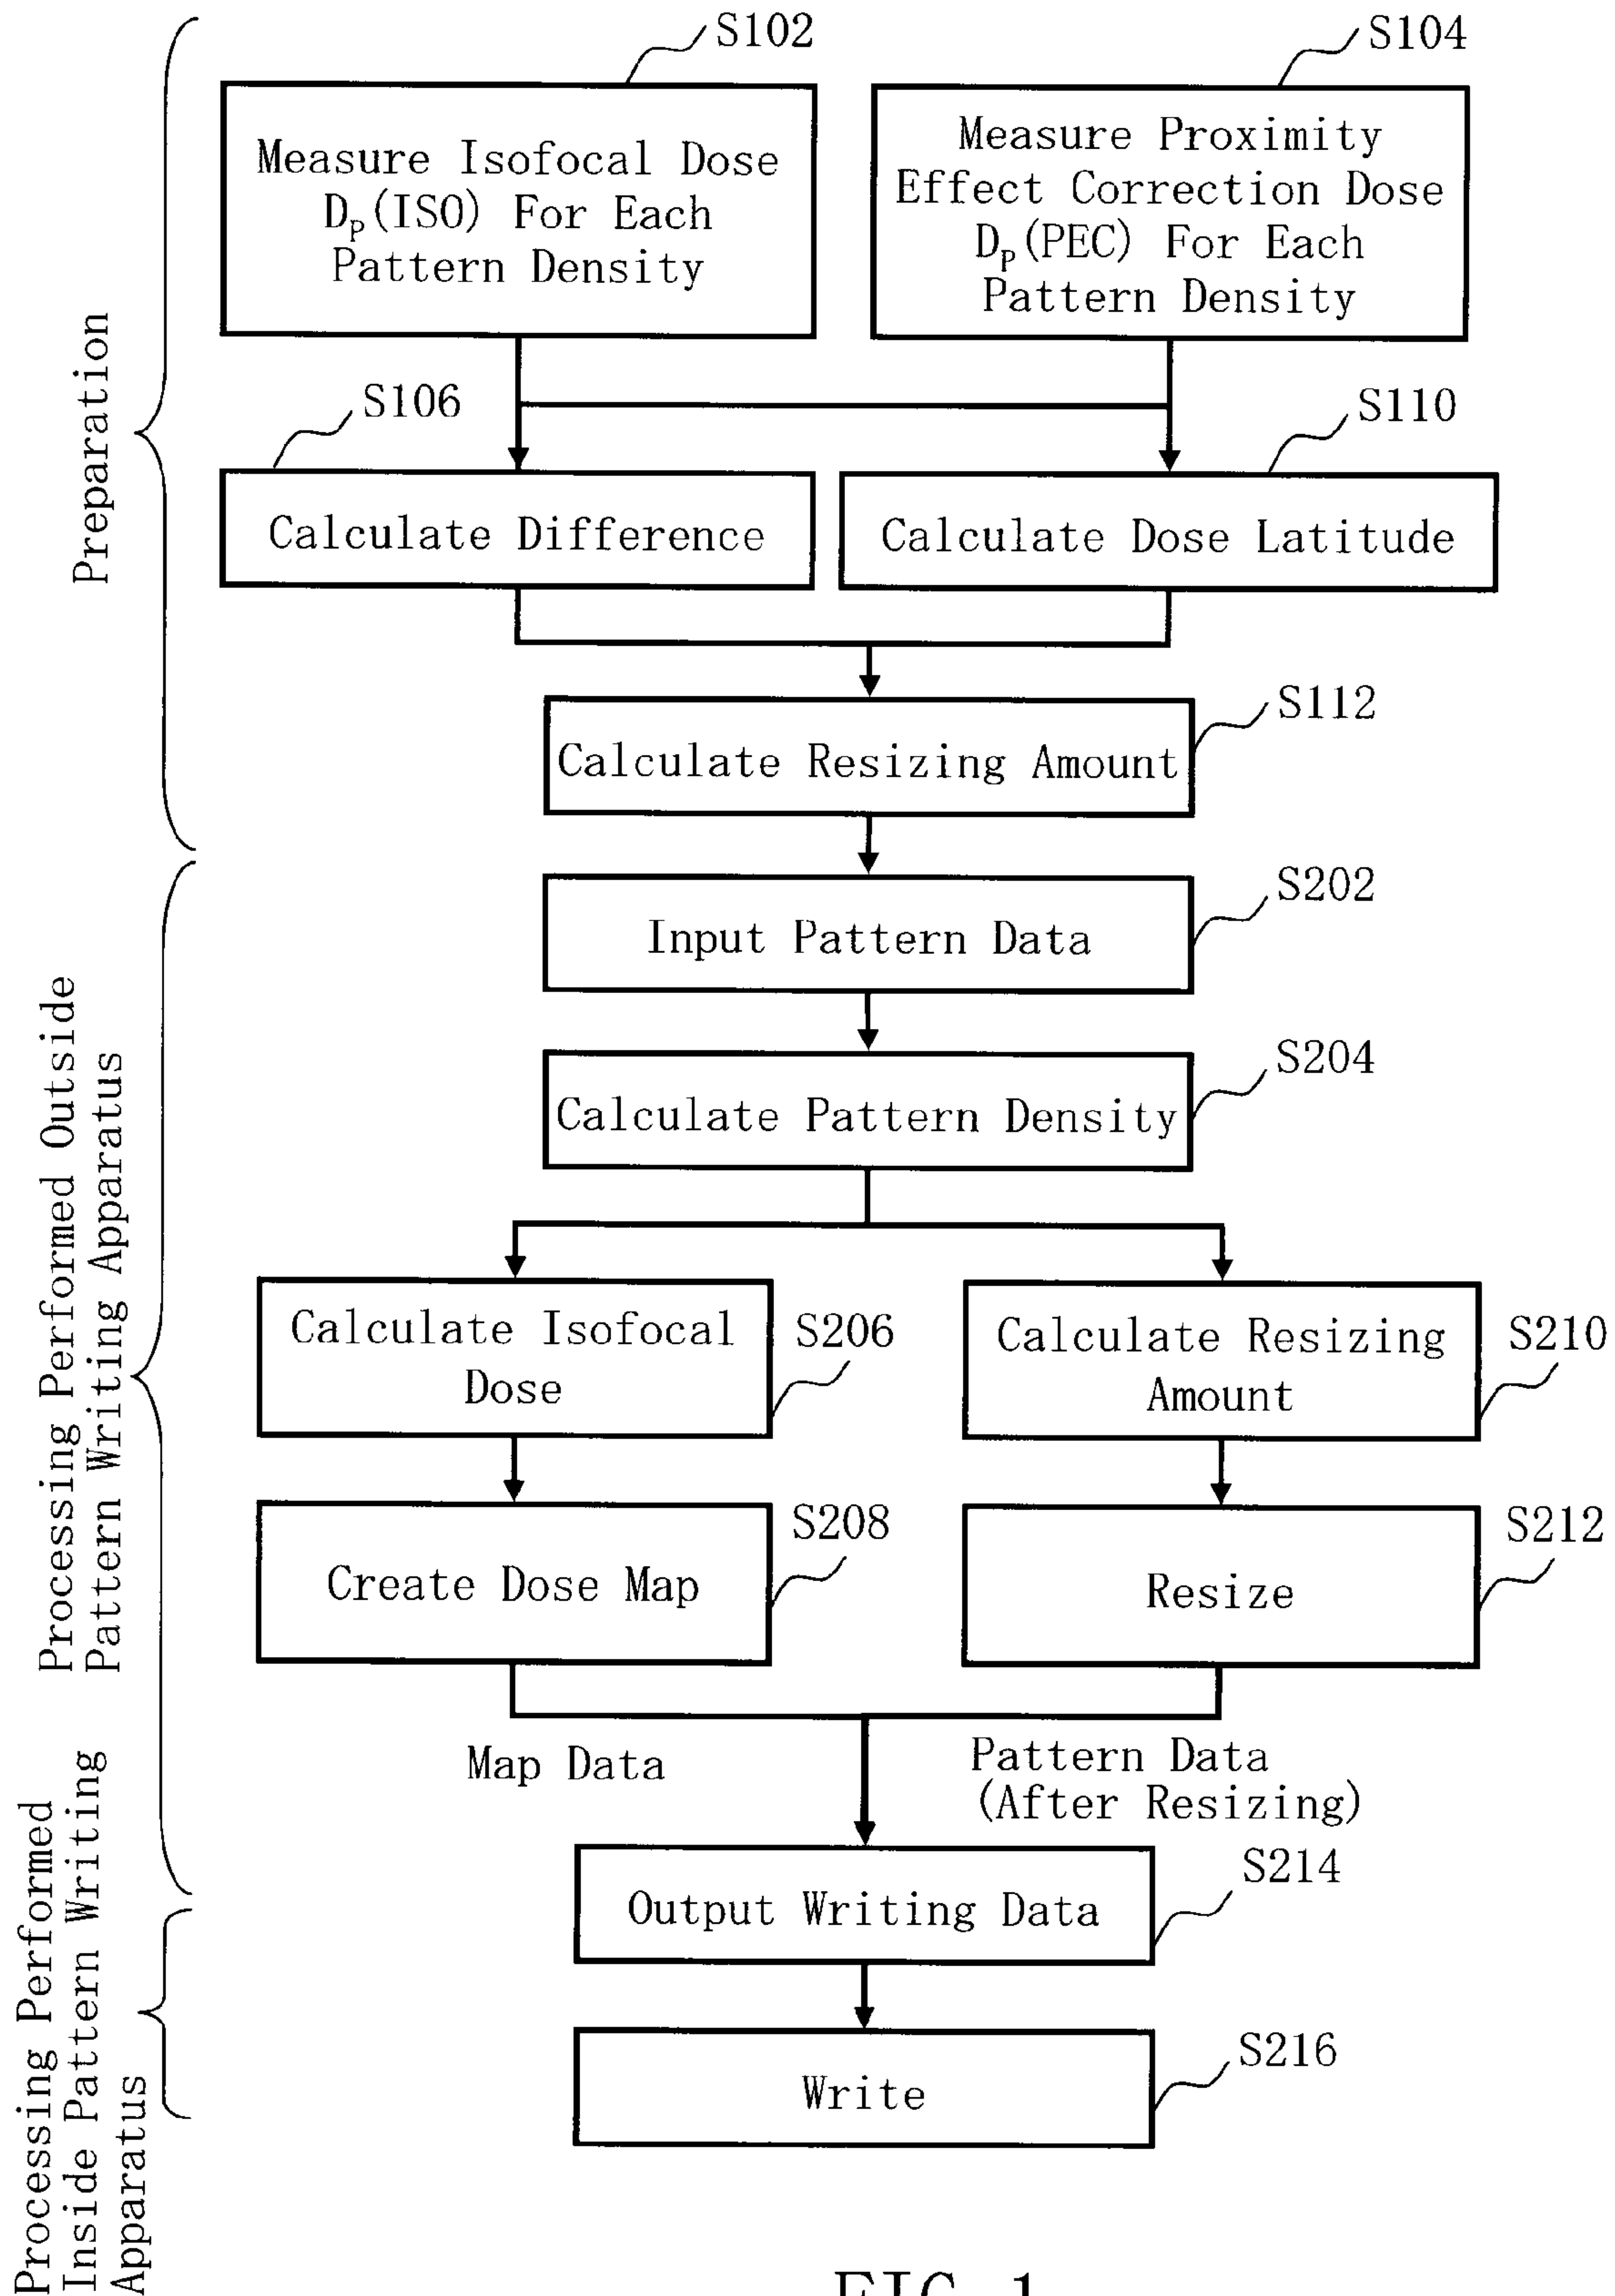 S102
S104
Measure Isofocal Dose
Dp(ISO) For Each
Pattern Density
Measure Proximity
Effect Correction Dose
Dp(PEC) For Each
Pattern Density
Preparation
S106
S110
Calculate Difference
Calculate Dose Latitude
S112
Calculate Resizing Amount
S202
Input Pattern Data
S204
Calculate Pattern Density
Processing Performed Outside
Pattern Writing Apparatus
Calculate Isofocal
Dose
S206
Calculate Resizing
Amount
S210
Create Dose Map
S208
Resize
S212
Map Data
Pattern Data
(After Resizing)
S214
Output Writing Data
Processing Performed
Inside Pattern Writing
Apparatus
S216
Write
FIG. 1